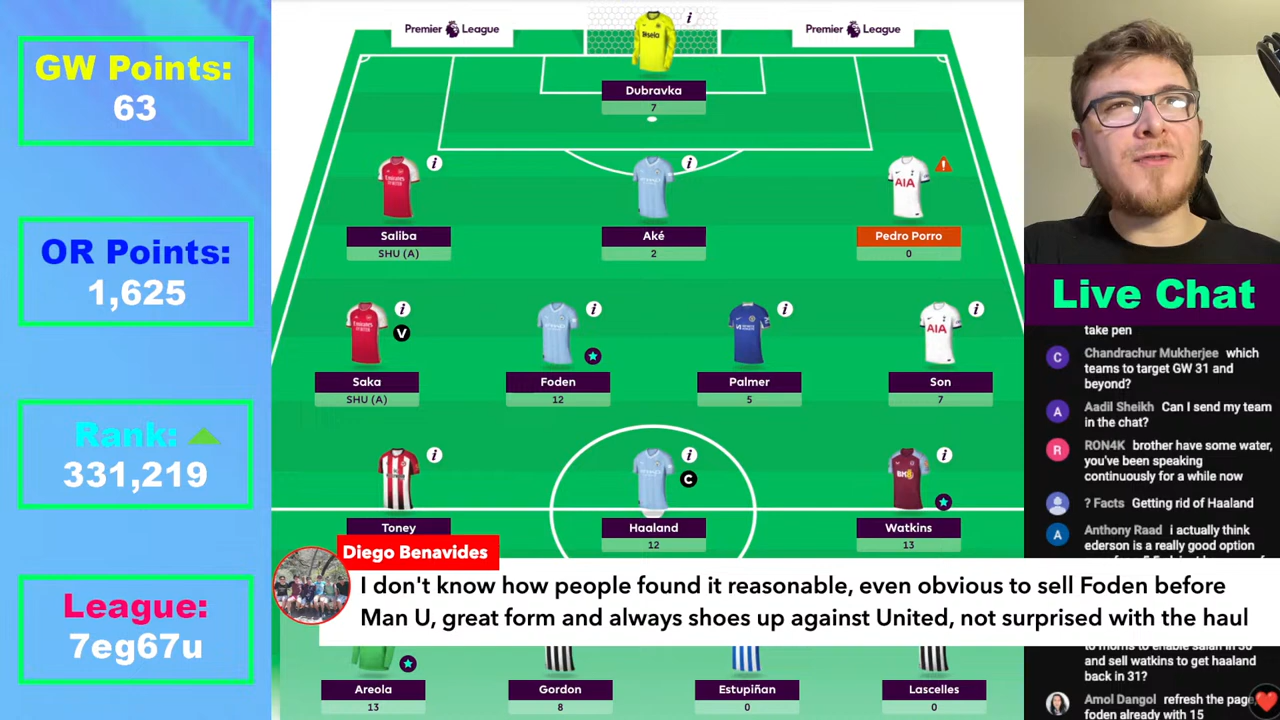 GW Points:
63
OR Points:
1,625
Rank:
331,219
League:
7eg67u
Premier League
Premier League
sela
Dubravka
7
Saliba
SHU (A)
Aké
2
AIA
Pedro Porro
0
V
Saka
SHU (A)
Foden
12
Palmer
5
AIA
Son
7
Toney
C
Haaland
12
Watkins
13
Diego Benavides
I don't know how people found it reasonable, even obvious to sell Foden before
Man U, great form and always shoes up against United, not surprised with the haul
Areola
13
Gordon
8
Estupiñan
0
Lascelles
0
Live Chat
take pen
C
Chandrachur Mukherjee which
teams to target GW 31 and
beyond?
A
Aadil Sheikh Can I send my team
in the chat?
R
RON4K brother have some water,
you've been speaking
continuously for a while now
? Facts Getting rid of Haaland
A
Anthony Raad i actually think
ederson is a really good option
and sell watkins to get haaland
back in 31?
Amol Dangol refresh the page,
foden already with 15